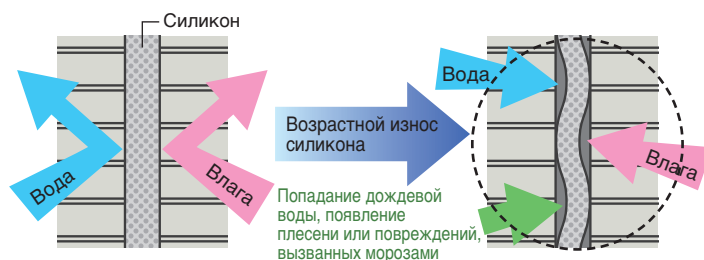 Силикон
Вода
Влага
Возрастной износ
силикона
Попадание дождевой
воды, появление
плесени или повреждений,
вызванных морозами
Вода
Влага